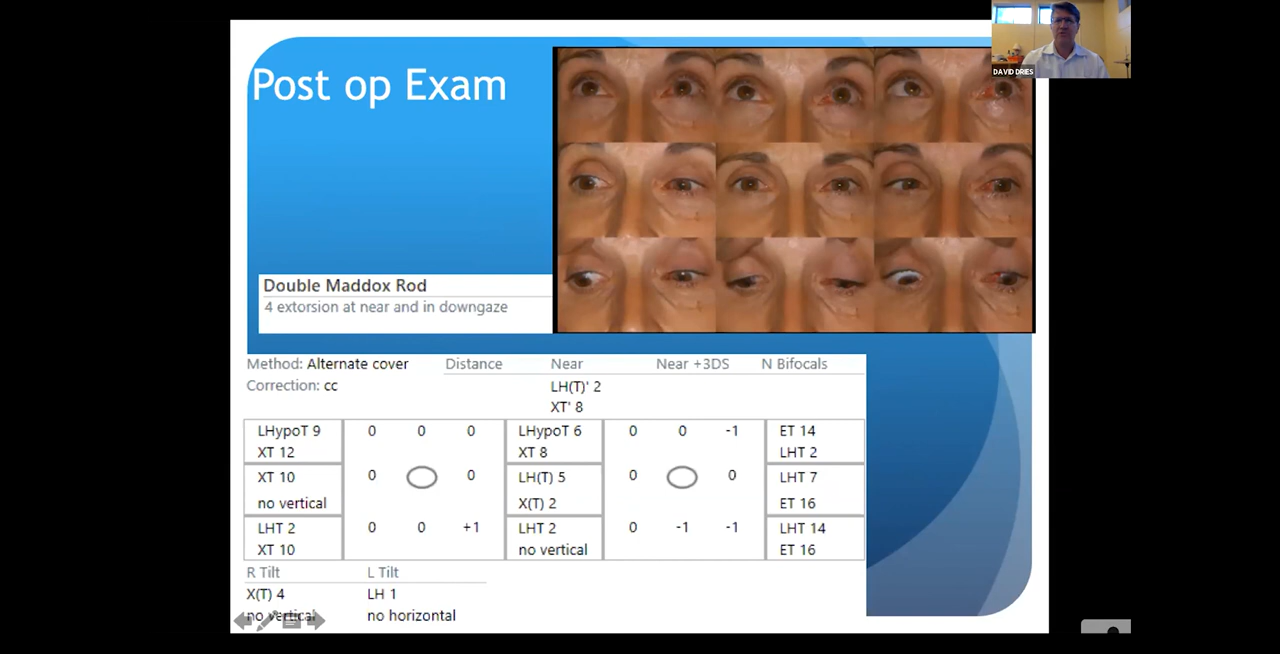 DAVID DRIES
Post op Exam
Double Maddox Rod
4 extorsion at near and in downgaze
Method: Alternate cover Distance Near Near +3DS N Bifocals
Correction: cc LH(T)' 2
XT' 8
LHypoT 9 0 0 0 LHypoT 6 0 0 -1 ET 14
XT 12 XT 8 LHT 2
XT 10 0 0 LH(T) 5 0 0 LHT 7
no vertical X(T) 2 ET 16
LHT 2 0 0 +1 LHT 2 0 -1 -1 LHT 14
XT 10 no vertical ET 16
R Tilt L Tilt
X(T) 4 LH 1
no vertical no horizontal